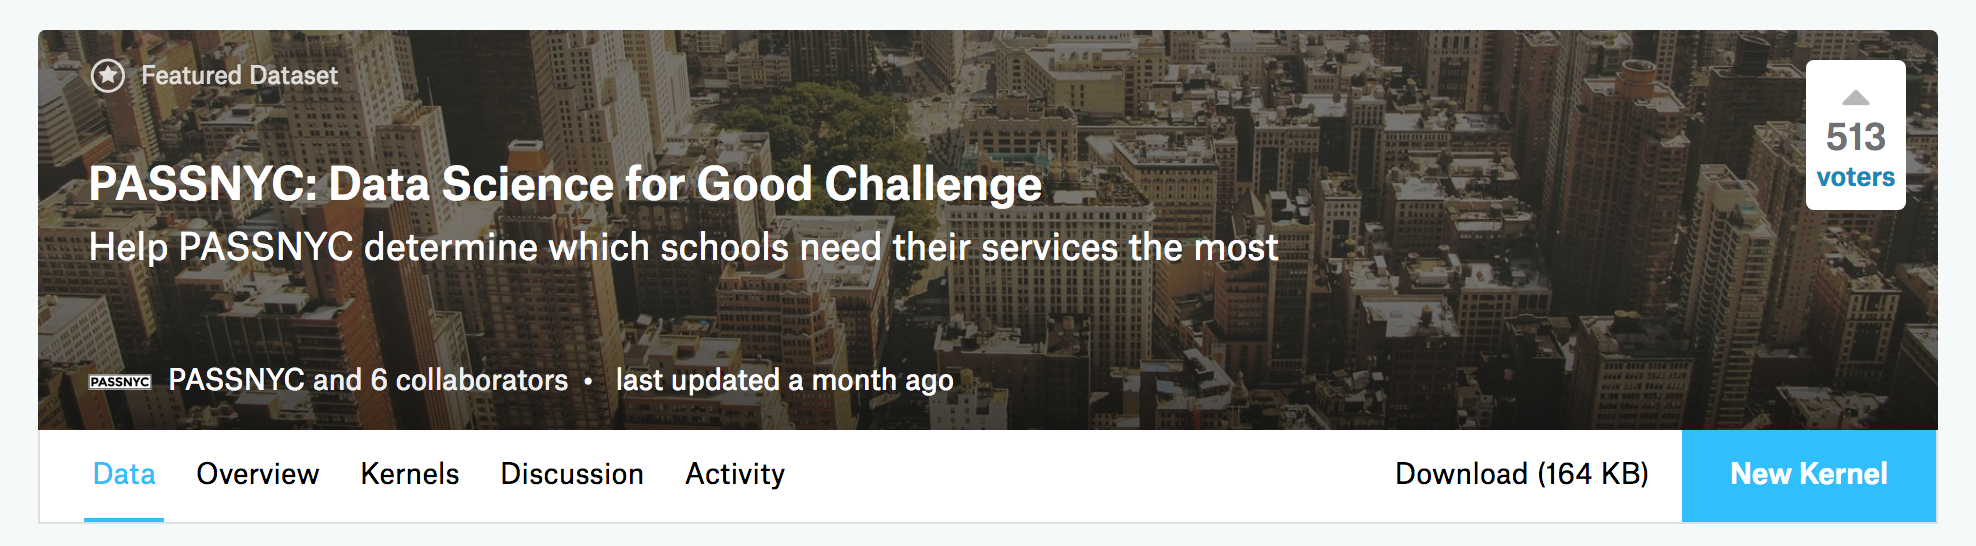 Featured Dataset
513
voters
PASSNYC: Data Science for Good Challenge
Help PASSNYC determine which schools need their services the most
PASSNYC PASSNYC and 6 collaborators • last updated a month ago
Data Overview Kernels Discussion Activity Download (164 KB) New Kernel